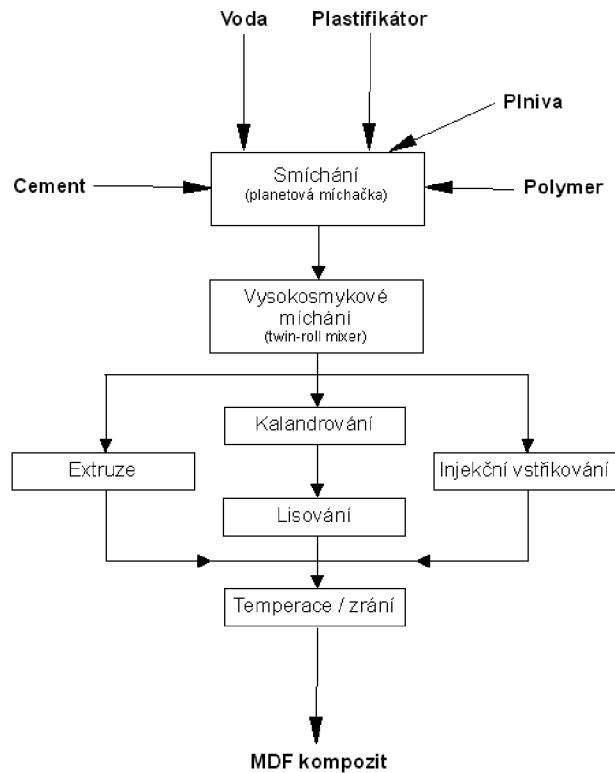 Voda
Plastifikátor
Plniva
Cement
Smíchání
(planetová míchačka)
Polymer
Vysokosmykové
míchání
(twin-roll mixer)
Kalandrování
Extruze
Injekční vstřikování
Lisování
Temperace / zrání
MDF kompozit